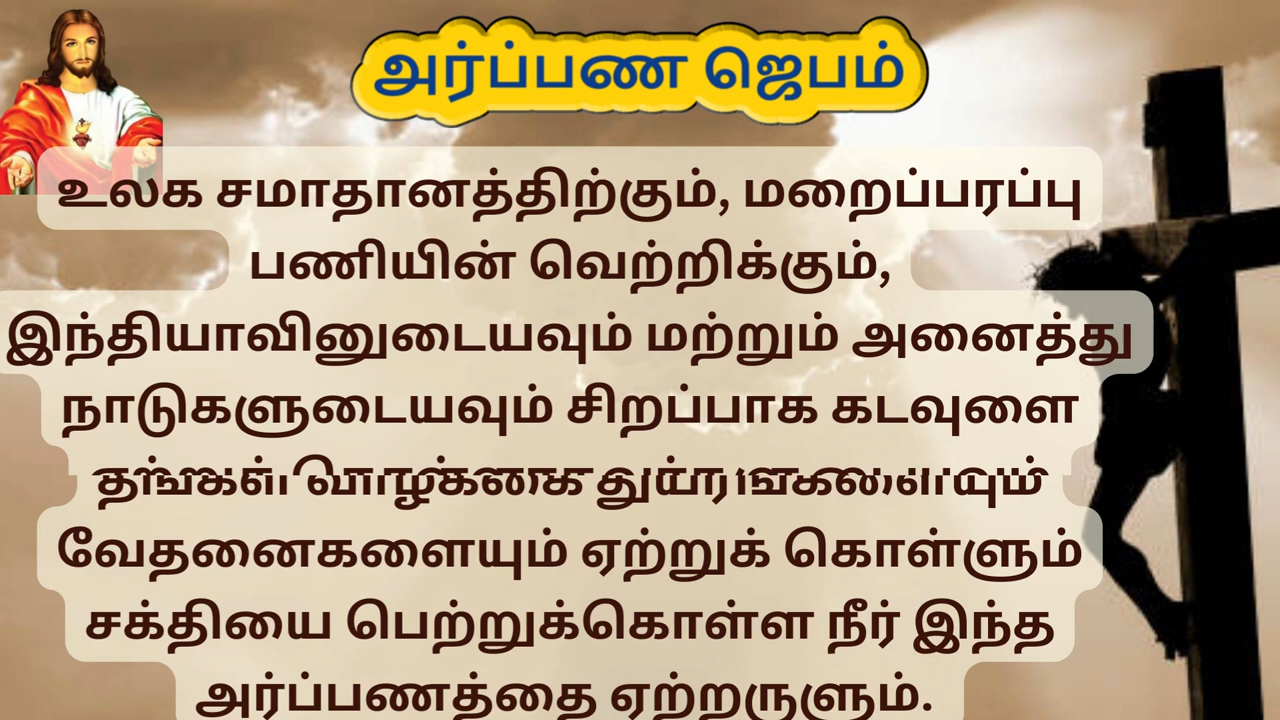 அர்ப்பண ஜெபம்
உலக சமாதானத்திற்கும், மறைப்பரப்பு
பணியின் வெற்றிக்கும்,
இந்தியாவினுடையவும் மற்றும் அனைத்து
நாடுகளுடையவும் சிறப்பாக கடவுளை
வேதனைகளையும் ஏற்றுக் கொள்ளும்
சக்தியை பெற்றுக்கொள்ள நீர் இந்த
அர்ப்பணத்தை ஏற்றருளும்.